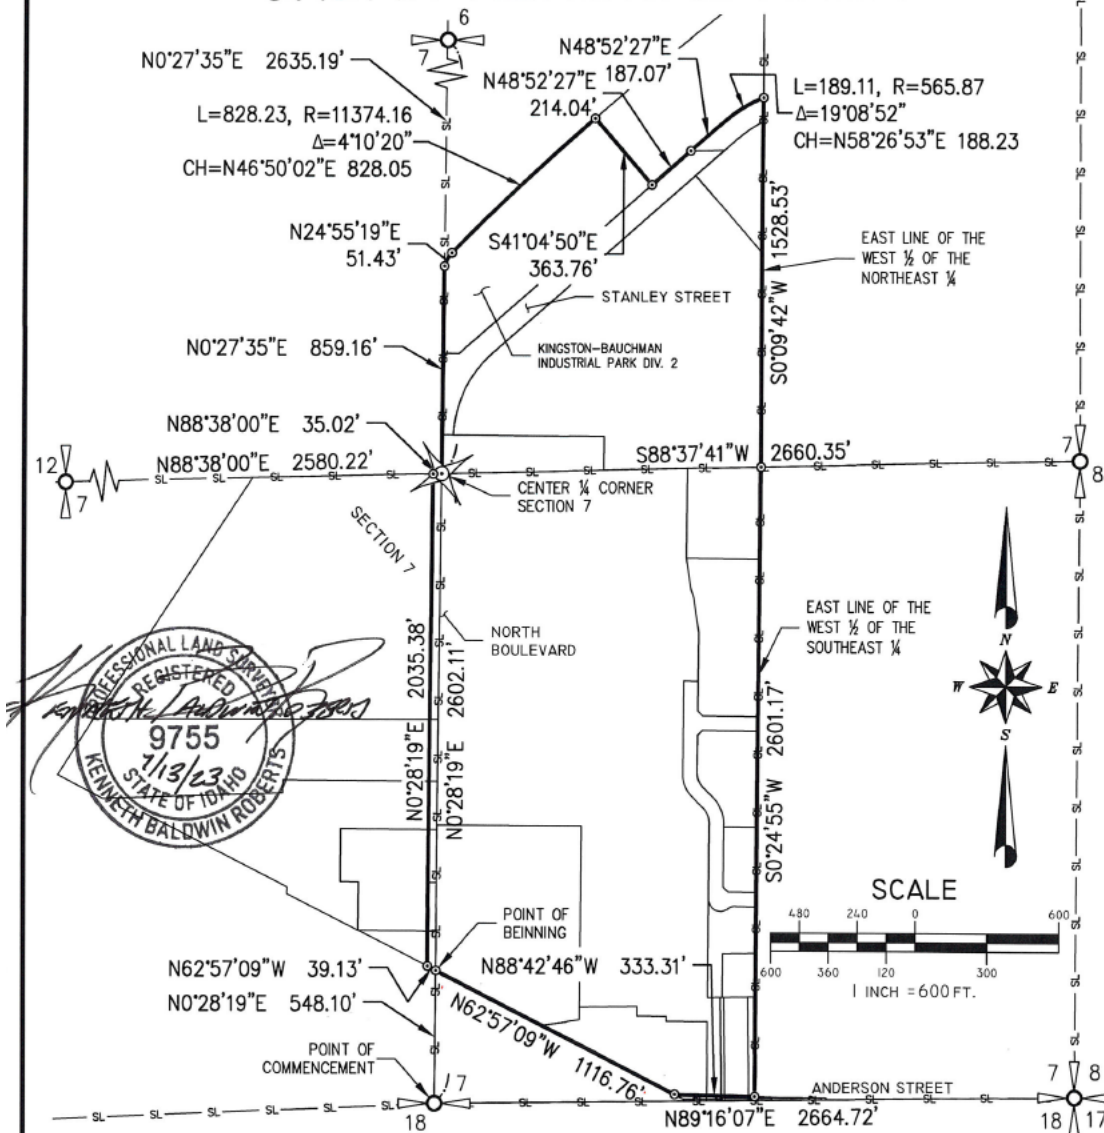 6
7
N0°27'35"E 2635.19'
N48°52'27"E
187.07'
N48°52'27"E
214.04'
L=189.11, R=565.87
Δ=19°08'52"
CH=N58°26'53"E 188.23
L=828.23, R=11374.16
Δ=4°10'20"
CH=N46°50'02"E 828.05
N24°55'19"E
51.43'
S41°04'50"E
363.76'
S0°09'42"W 1528.53'
EAST LINE OF THE
WEST ½ OF THE
NORTHEAST ¼
STANLEY STREET
KINGSTON-BAUCHMAN
INDUSTRIAL PARK DIV. 2
N0°27'35"E 859.16'
N88°38'00"E 35.02'
12
7
N88°38'00"E 2580.22'
S88°37'41"W 2660.35'
7
8
CENTER ¼ CORNER
SECTION 7
SECTION 7
NORTH
BOULEVARD
N0°28'19"E 2035.38'
N0°28'19"E 2602.11'
EAST LINE OF THE
WEST ½ OF THE
SOUTHEAST ¼
S0°24'55"W 2601.17'
N
W E
S
PROFESSIONAL LAND SURVEYOR
REGISTERED
9755
7/13/23
STATE OF IDAHO
KENNETH BALDWIN ROBERTS
SCALE
480 240 0 600
600 360 120 300
1 INCH = 600 FT.
POINT OF
BEINNING
N62°57'09"W 39.13'
N0°28'19"E 548.10'
N88°42'46"W 333.31'
N62°57'09"W 1116.76'
POINT OF
COMMENCEMENT
7
18
ANDERSON STREET
N89°16'07"E 2664.72'
7 8
18 17
SL SL SL SL SL SL SL SL